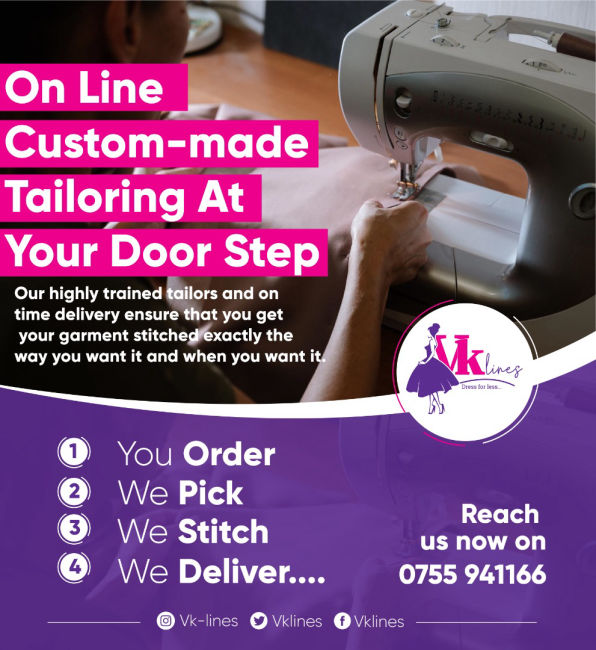 On Line
Custom-made
Tailoring At
Your Door Step
Our highly trained tailors and on
time delivery ensure that you get
your garment stitched exactly the
way you want it and when you want it.
Vk lines
Dress for less...
1 You Order
2 We Pick
3 We Stitch
4 We Deliver....
Reach
us now on
0755 941166
Vk-lines Vklines Vklines